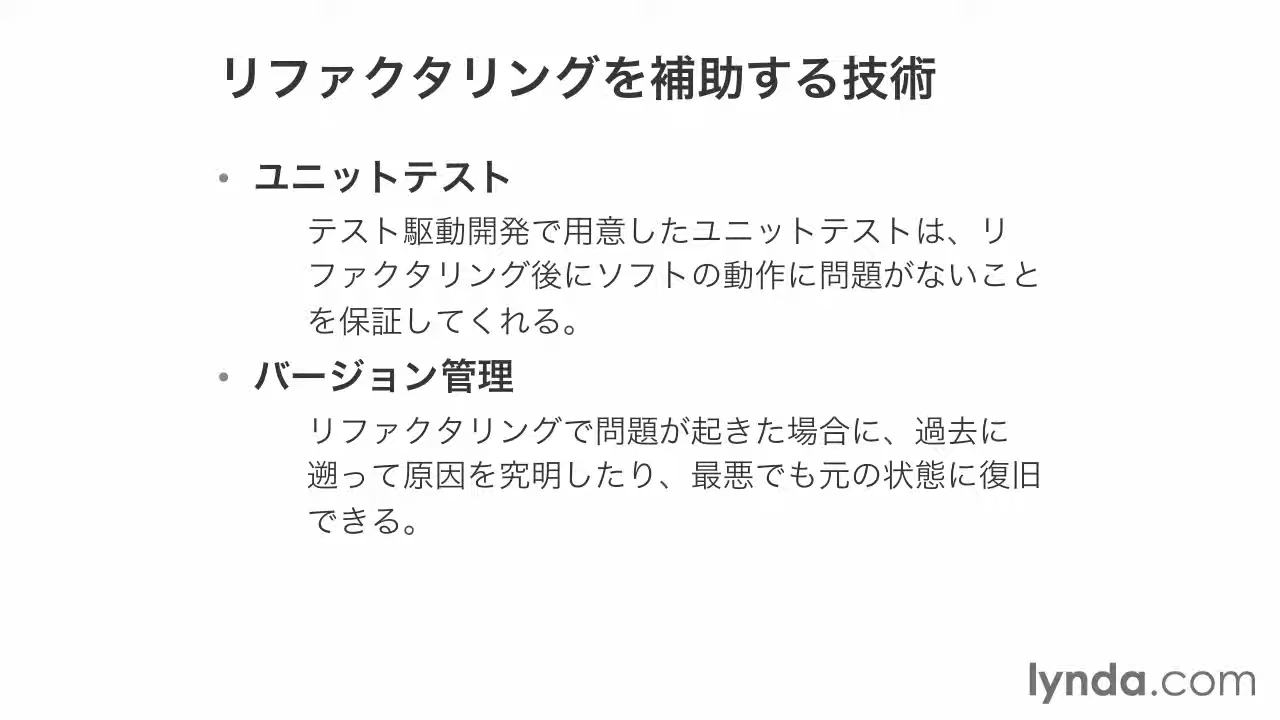 リファクタリングを補助する技術
• ユニットテスト
テスト駆動開発で用意したユニットテストは、リ
ファクタリング後にソフトの動作に問題がないこと
を保証してくれる。
• バージョン管理
リファクタリングで問題が起きた場合に、過去に
遡って原因を究明したり、最悪でも元の状態に復旧
できる。
lynda.com